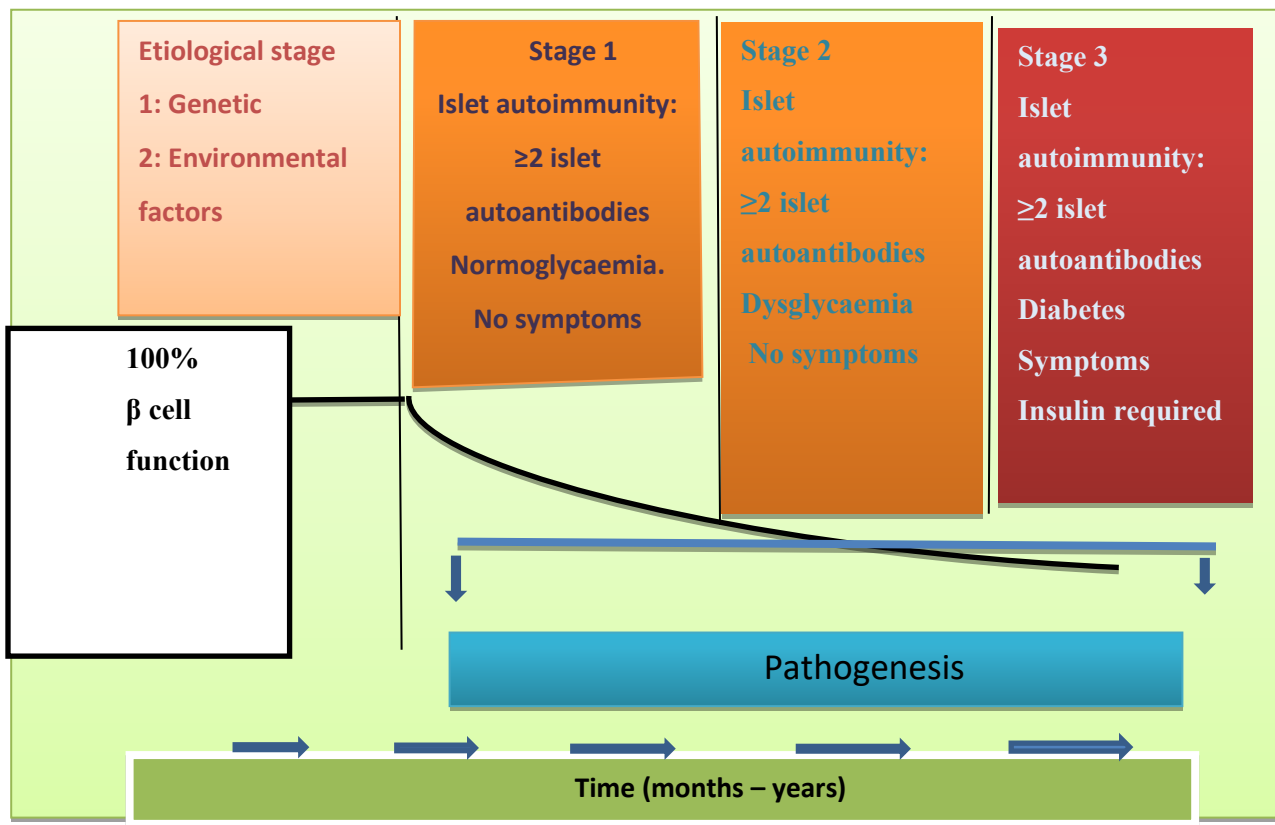 Etiological stage
1: Genetic
2: Environmental
factors
Stage 1
Islet autoimmunity:
≥2 islet
autoantibodies
Normoglycaemia.
No symptoms
Stage 2
Islet
autoimmunity:
≥2 islet
autoantibodies
Dysglycaemia
No symptoms
Stage 3
Islet
autoimmunity:
≥2 islet
autoantibodies
Diabetes
Symptoms
Insulin required
100%
β cell
function
Pathogenesis
Time (months – years)